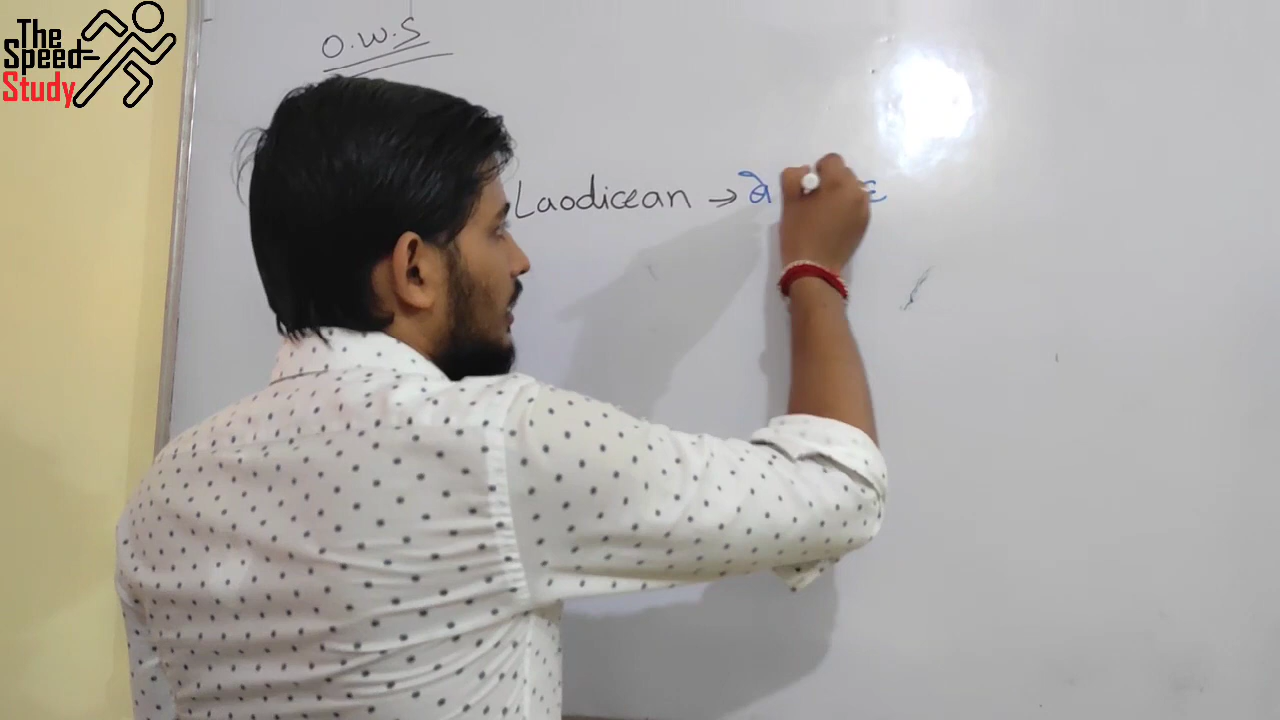 The
Speed
Study
O.W.S
Laodicean →